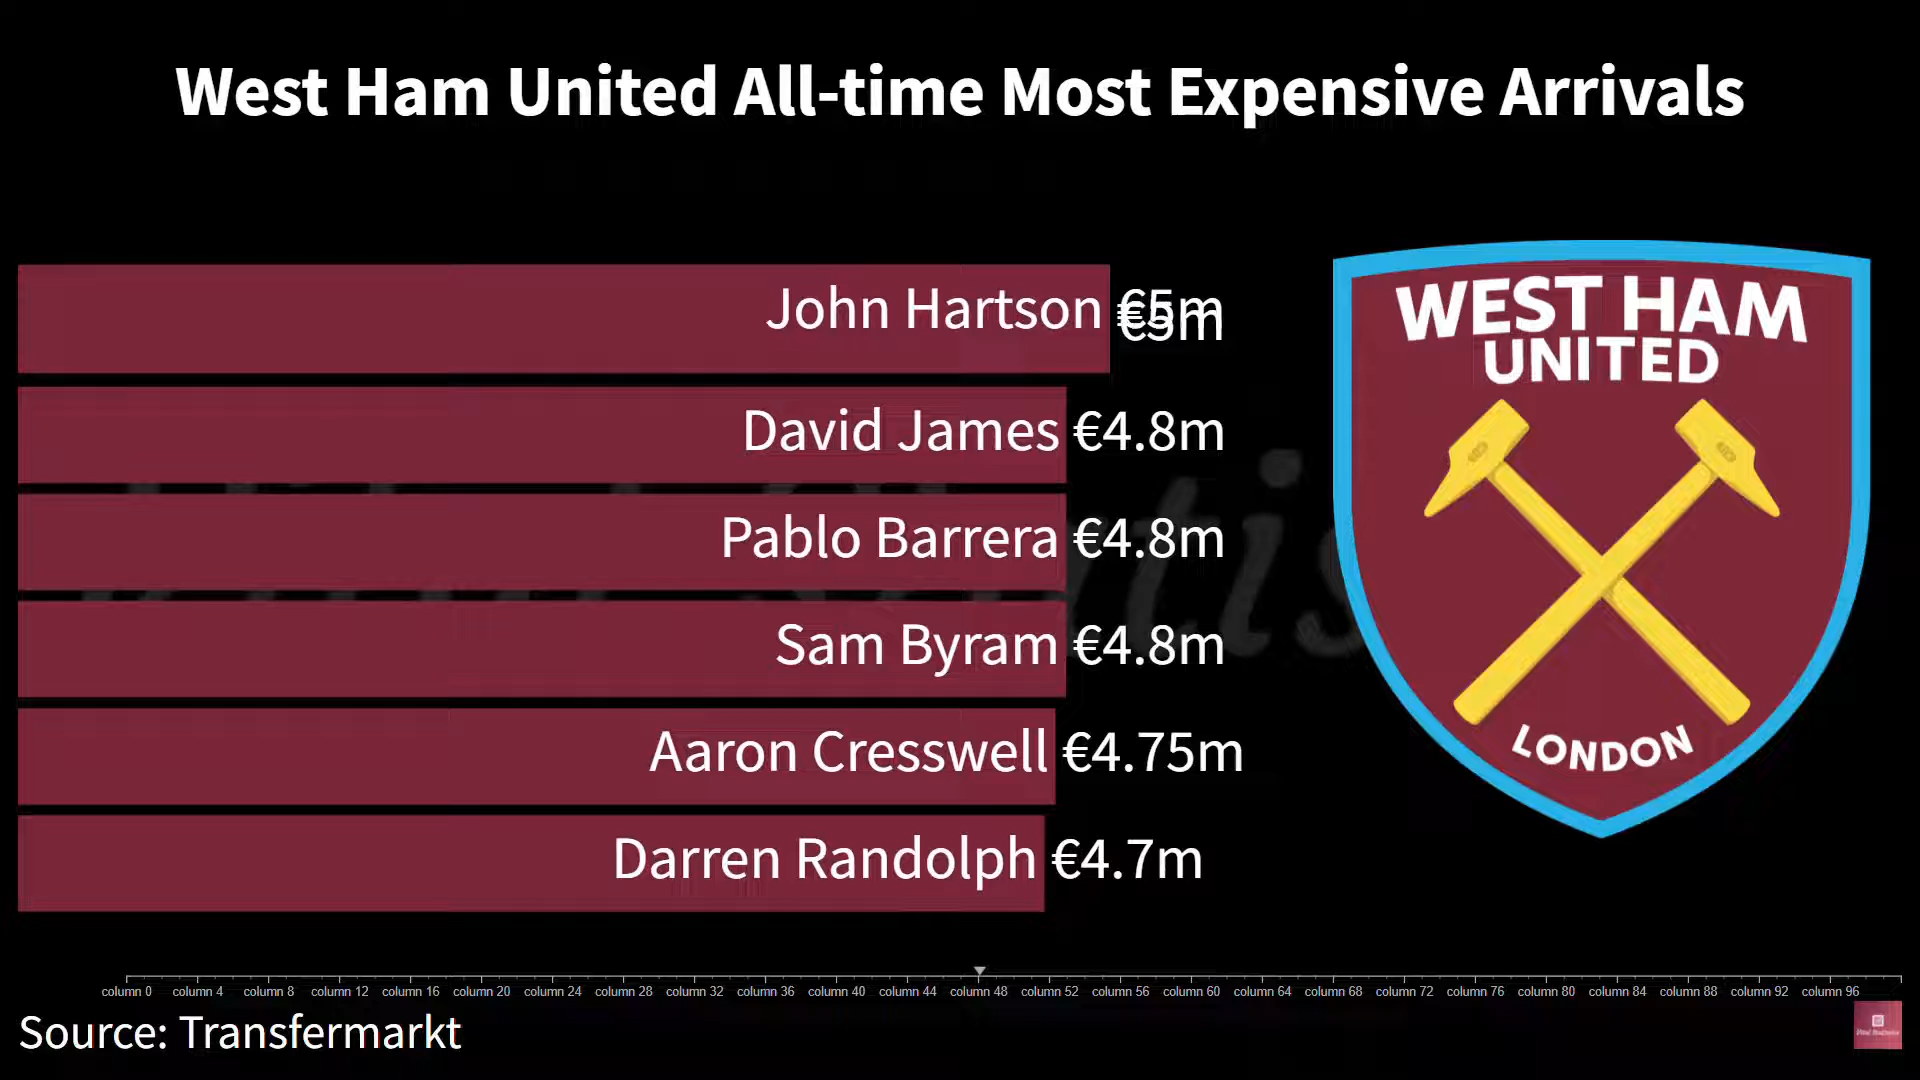 West Ham United All-time Most Expensive Arrivals
John Hartson €5m
€5m
David James €4.8m
Pablo Barrera €4.8m
Sam Byram €4.8m
Aaron Cresswell €4.75m
Darren Randolph €4.7m
WEST HAM
UNITED
LONDON
column 0 column 4 column 8 column 12 column 16 column 20 column 24 column 28 column 32 column 36 column 40 column 44 column 48 column 52 column 56 column 60 column 64 column 68 column 72 column 76 column 80 column 84 column 88 column 92 column 96
Source: Transfermarkt